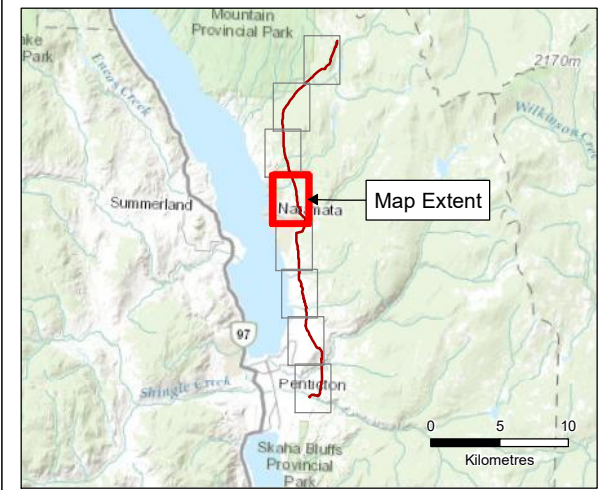 Mountain
Provincial Park
Park
Eneas Creek
2170m
Wilkinson Creek
Summerland
Naramata
Map Extent
97
Shingle Creek
Penticton
Skaha Bluffs
Provincial
Park
0 5 10
Kilometres